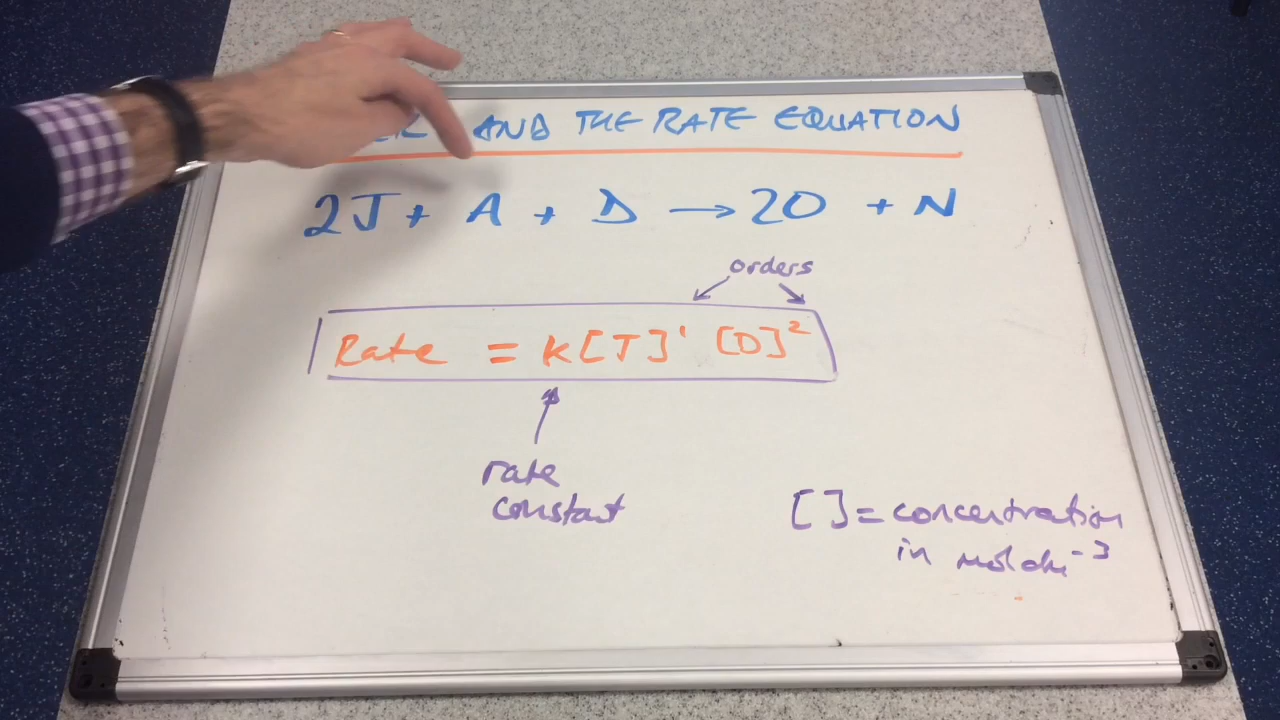 AND THE RATE EQUATION
2J + A + D → 2O + N
orders
Rate = k[T]¹ [D]²
rate
constant
[ ] = concentration
in moldm⁻³